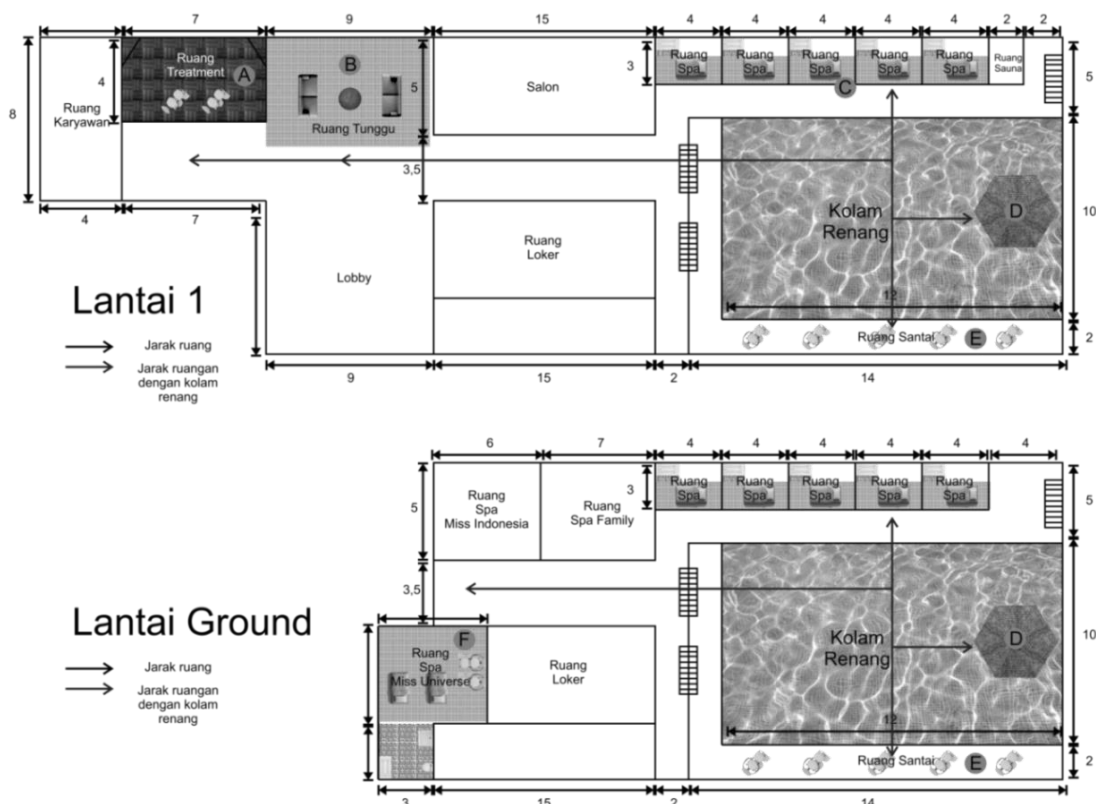 7
9
15
4
4
4
4
4
2
2
Ruang
Treatment
A
B
4
8
Ruang
Karyawan
5
Ruang Tunggu
Salon
3
Ruang
Spa
Ruang
Spa
Ruang
Spa
Ruang
Spa
Ruang
Spa
Ruang
Sauna
C
5
3,5
4
7
Lobby
Ruang
Loker
Kolam
Renang
D
10
12
Ruang Santai
E
2
9
15
2
14
Lantai 1
Jarak ruang
Jarak ruangan
dengan kolam
renang
6
7
4
4
4
4
4
4
5
Ruang
Spa
Miss Indonesia
Ruang
Spa Family
3
Ruang
Spa
Ruang
Spa
Ruang
Spa
Ruang
Spa
Ruang
Spa
5
3,5
Lantai Ground
Jarak ruang
Jarak ruangan
dengan kolam
renang
F
Ruang
Spa
Miss Universe
Ruang
Loker
Kolam
Renang
D
10
12
Ruang Santai
E
2
3
15
2
14